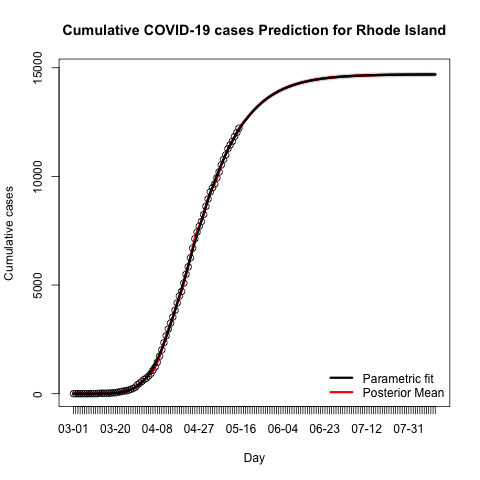 Cumulative COVID-19 cases Prediction for Rhode Island
Cumulative cases
15000
10000
5000
0
Parametric fit
Posterior Mean
03-01 03-20 04-08 04-27 05-16 06-04 06-23 07-12 07-31
Day